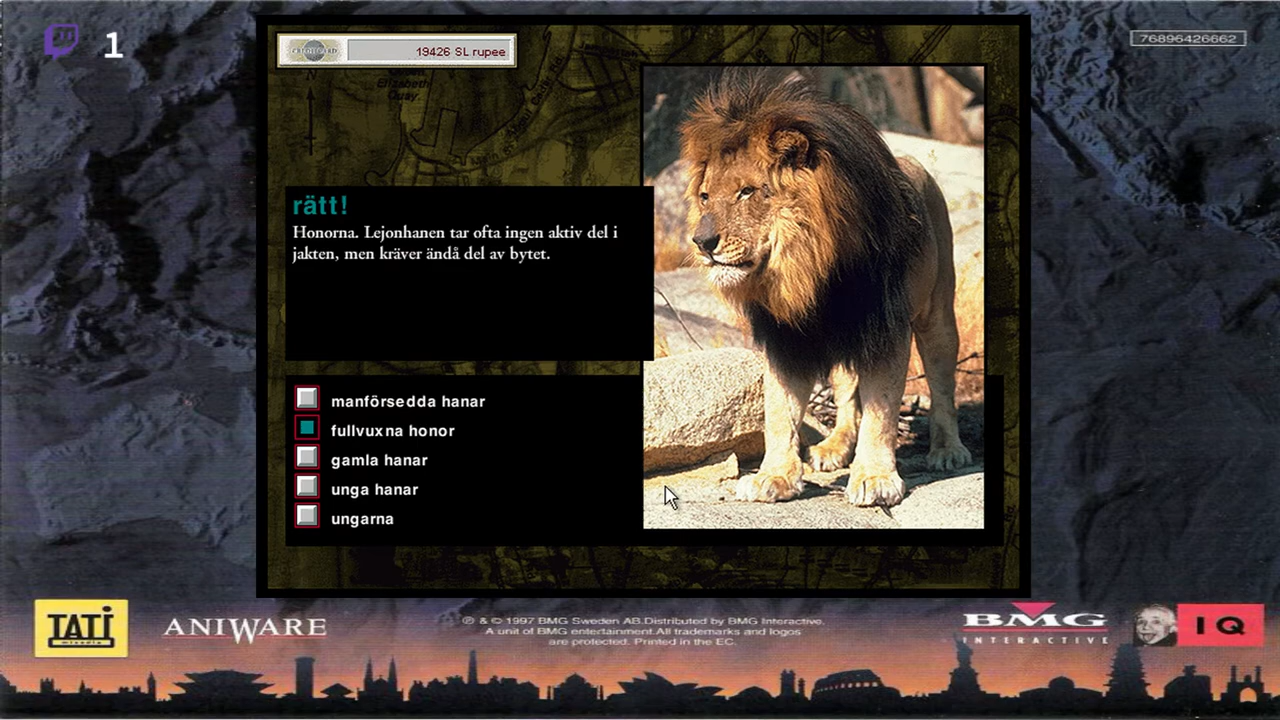 1
19426 SL rupee
76896426662
N
Elizabeth
Quay
rätt!
Honorna. Lejonhanen tar ofta ingen aktiv del i
jakten, men kräver ändå del av bytet.
manförsedda hanar
fullvuxna honor
gamla hanar
unga hanar
ungarna
TATi
ANIWARE
℗ & © 1997 BMG Sweden AB.Distributed by BMG Interactive.
A unit of BMG entertainment.All trademarks and logos
are protected. Printed in the EC.
BMG
INTERACTIVE
IQ